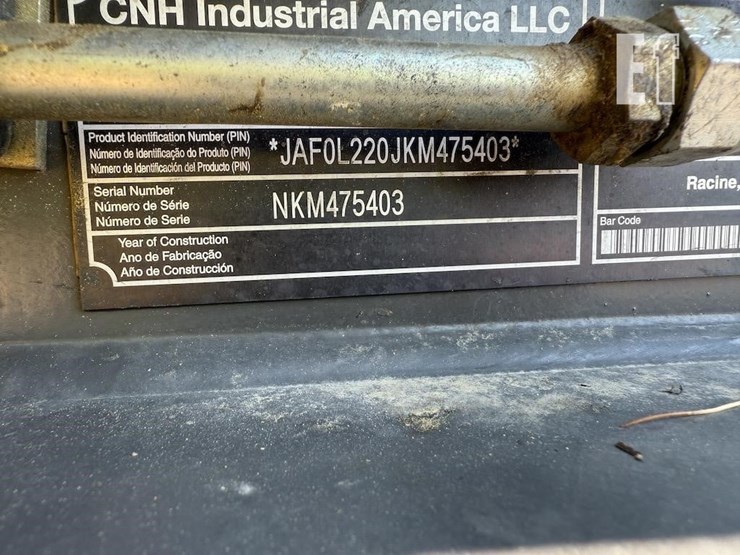 CNH Industrial America LLC
ET
Product Identification Number (PIN)
Número de Identificação do Produto (PIN)
Número de Identificación del Producto (PIN)
*JAF0L220JKM475403*
Serial Number
Número de Série
Número de Serie
NKM475403
Year of Construction
Ano de Fabricação
Año de Construcción
Racine,
Bar Code